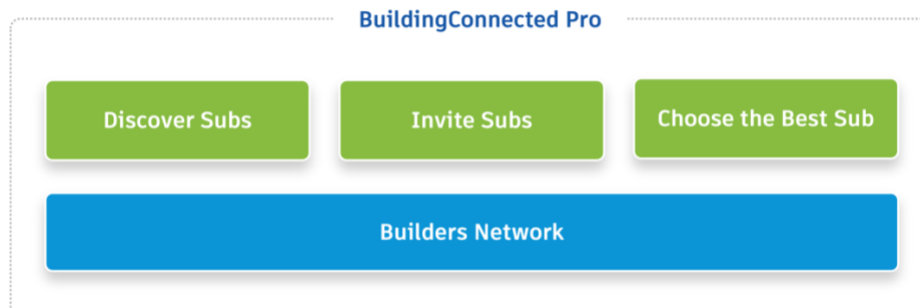 BuildingConnected Pro
Discover Subs
Invite Subs
Choose the Best Sub
Builders Network